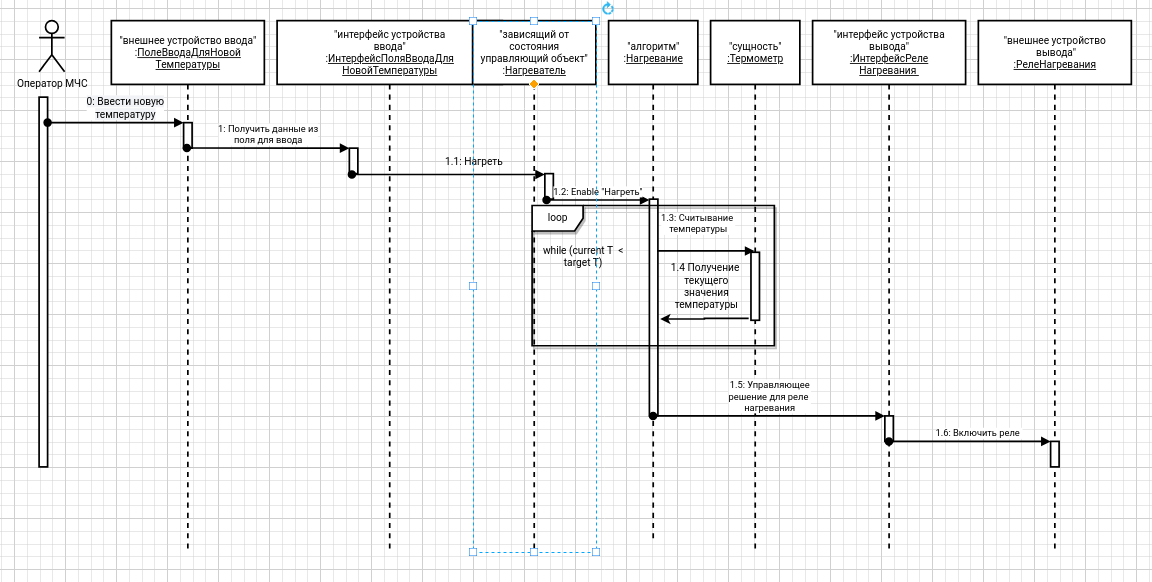 Оператор МЧС
"внешнее устройство ввода"
:ПолеВводаДляНовой
Температуры
"интерфейс устройства
ввода"
:ИнтерфейсПоляВводаДля
НовойТемпературы
"зависящий от
состояния
управляющий объект"
:Нагреватель
"алгоритм"
:Нагревание
"сущность"
:Термометр
"интерфейс устройства
вывода"
:ИнтерфейсРеле
Нагревания
"внешнее устройство
вывода"
:РелеНагревания
0: Ввести новую
температуру
1: Получить данные из
поля для ввода
1.1: Нагреть
1.2: Enable "Нагреть"
loop
while (current T <
target T)
1.3: Считывание
температуры
1.4 Получение
текущего
значения
температуры
1.5: Управляющее
решение для реле
нагревания
1.6: Включить реле